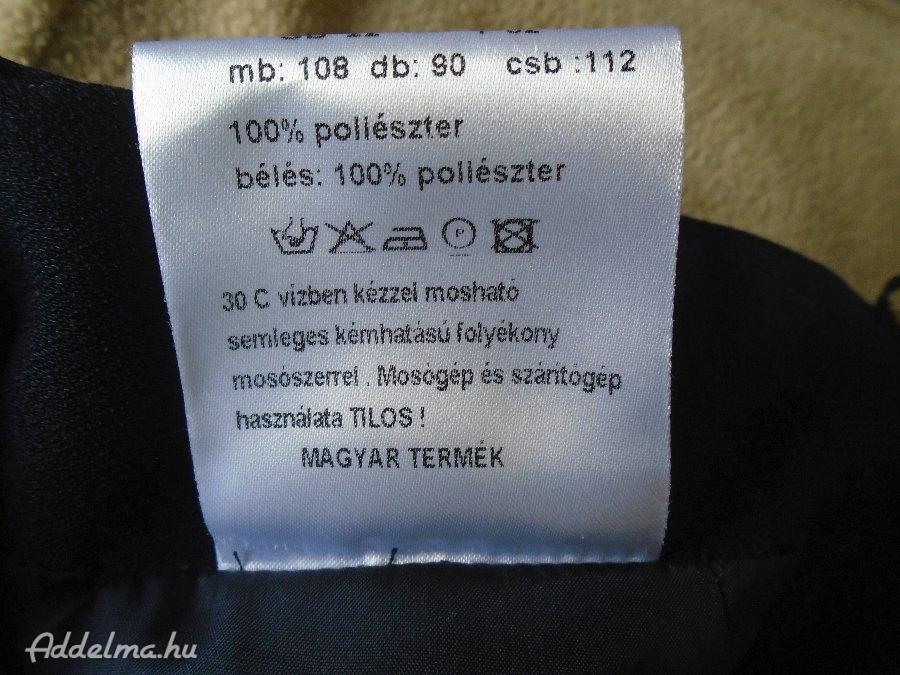 mb: 108 db: 90 csb :112
100% poliészter
bélés: 100% poliészter
P
30 C vízben kézzel mosható
semleges kémhatású folyékony
mosószerrel . Mosógép és szárítógép
használata TILOS !
MAGYAR TERMÉK
Addelma.hu